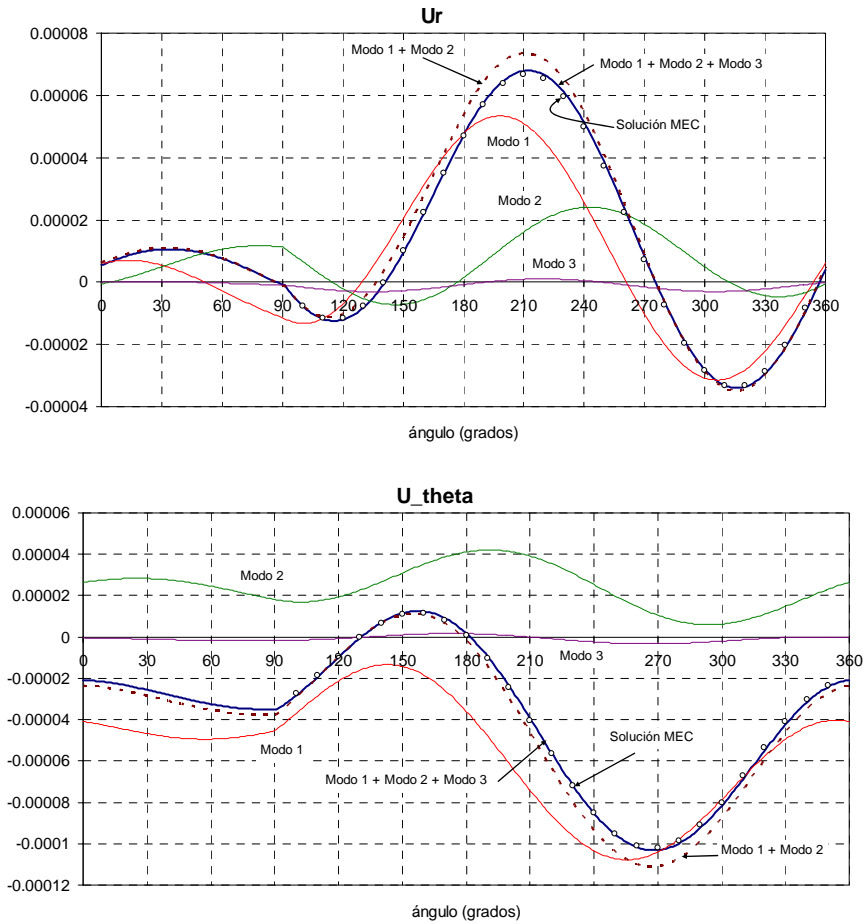 Ur
0.00008
Modo 1 + Modo 2
Modo 1 + Modo 2 + Modo 3
0.00006
Solución MEC
Modo 1
0.00004
Modo 2
0.00002
Modo 3
0
0 30 60 90 120 150 180 210 240 270 300 330 360
-0.00002
-0.00004
ángulo (grados)
U_theta
0.00006
0.00004
Modo 2
0.00002
0
Modo 3
0 30 60 90 120 150 180 210 240 270 300 330 360
-0.00002
-0.00004
Modo 1
Solución MEC
-0.00006
Modo 1 + Modo 2 + Modo 3
-0.00008
-0.0001
Modo 1 + Modo 2
-0.00012
ángulo (grados)